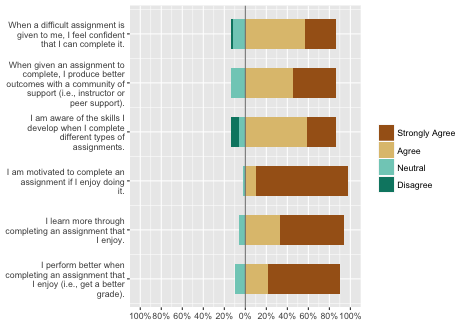 When a difficult assignment is
given to me, I feel confident
that I can complete it.
When given an assignment to
complete, I produce better
outcomes with a community of
support (i.e., instructor or
peer support).
I am aware of the skills I
develop when I complete
different types of
assignments.
I am motivated to complete an
assignment if I enjoy doing
it.
I learn more through
completing an assignment that
I enjoy.
I perform better when
completing an assignment that
I enjoy (i.e., get a better
grade).
100% 80% 60% 40% 20% 0% 20% 40% 60% 80% 100%
Strongly Agree
Agree
Neutral
Disagree